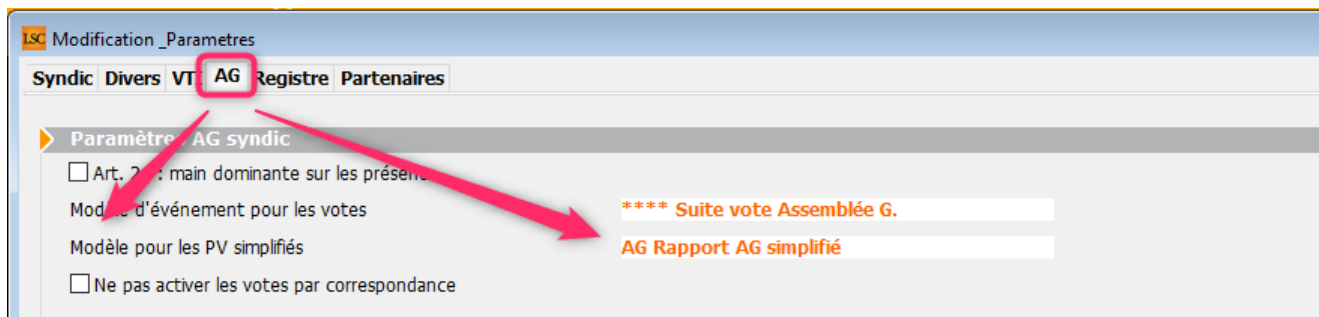 LSC Modification _Parametres
Syndic Divers AG Registre Partenaires
Paramètre AG syndic
Art. : main dominante sur les
Modèle d'événement pour les votes **** Suite vote Assemblée G.
Modèle pour les PV simplifiés AG Rapport AG simplifié
Ne pas activer les votes par correspondance